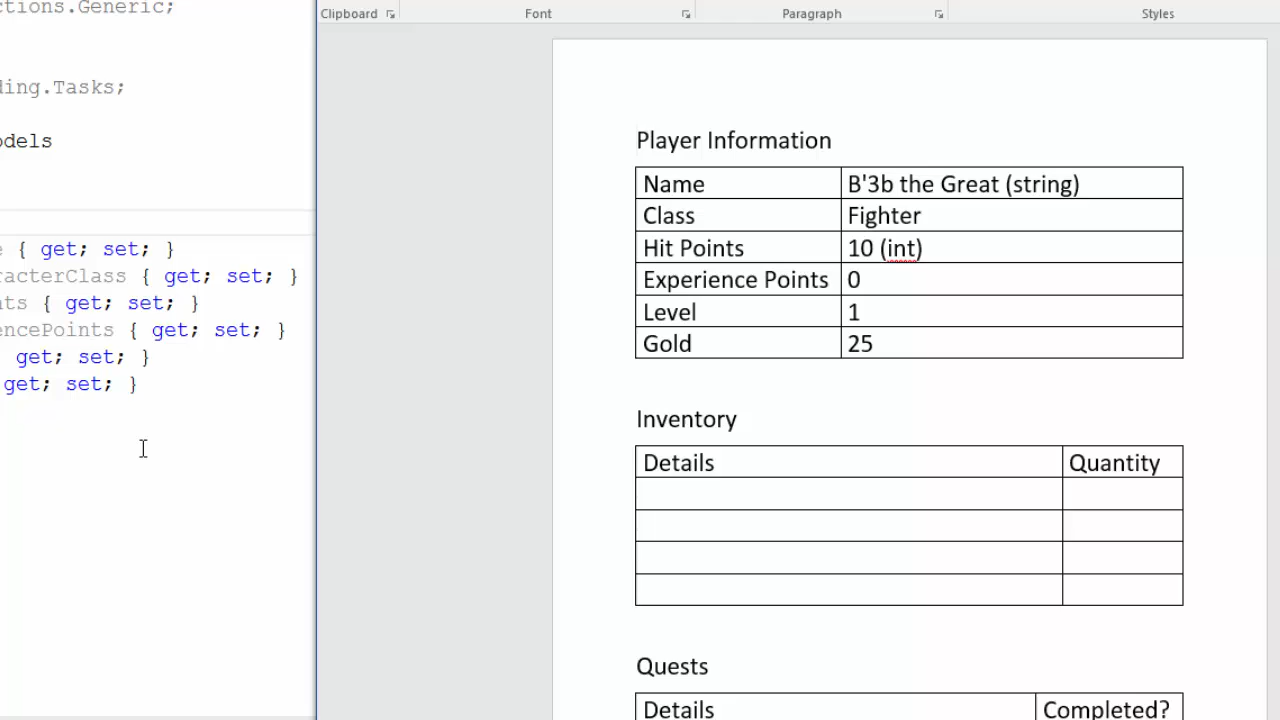 ctions.Generic;
ding.Tasks;
odels
e { get; set; }
racterClass { get; set; }
nts { get; set; }
encePoints { get; set; }
get; set; }
get; set; }
Clipboard Font Paragraph Styles
Player Information
Name B'3b the Great (string)
Class Fighter
Hit Points 10 (int)
Experience Points 0
Level 1
Gold 25
Inventory
Details Quantity
Quests
Details Completed?